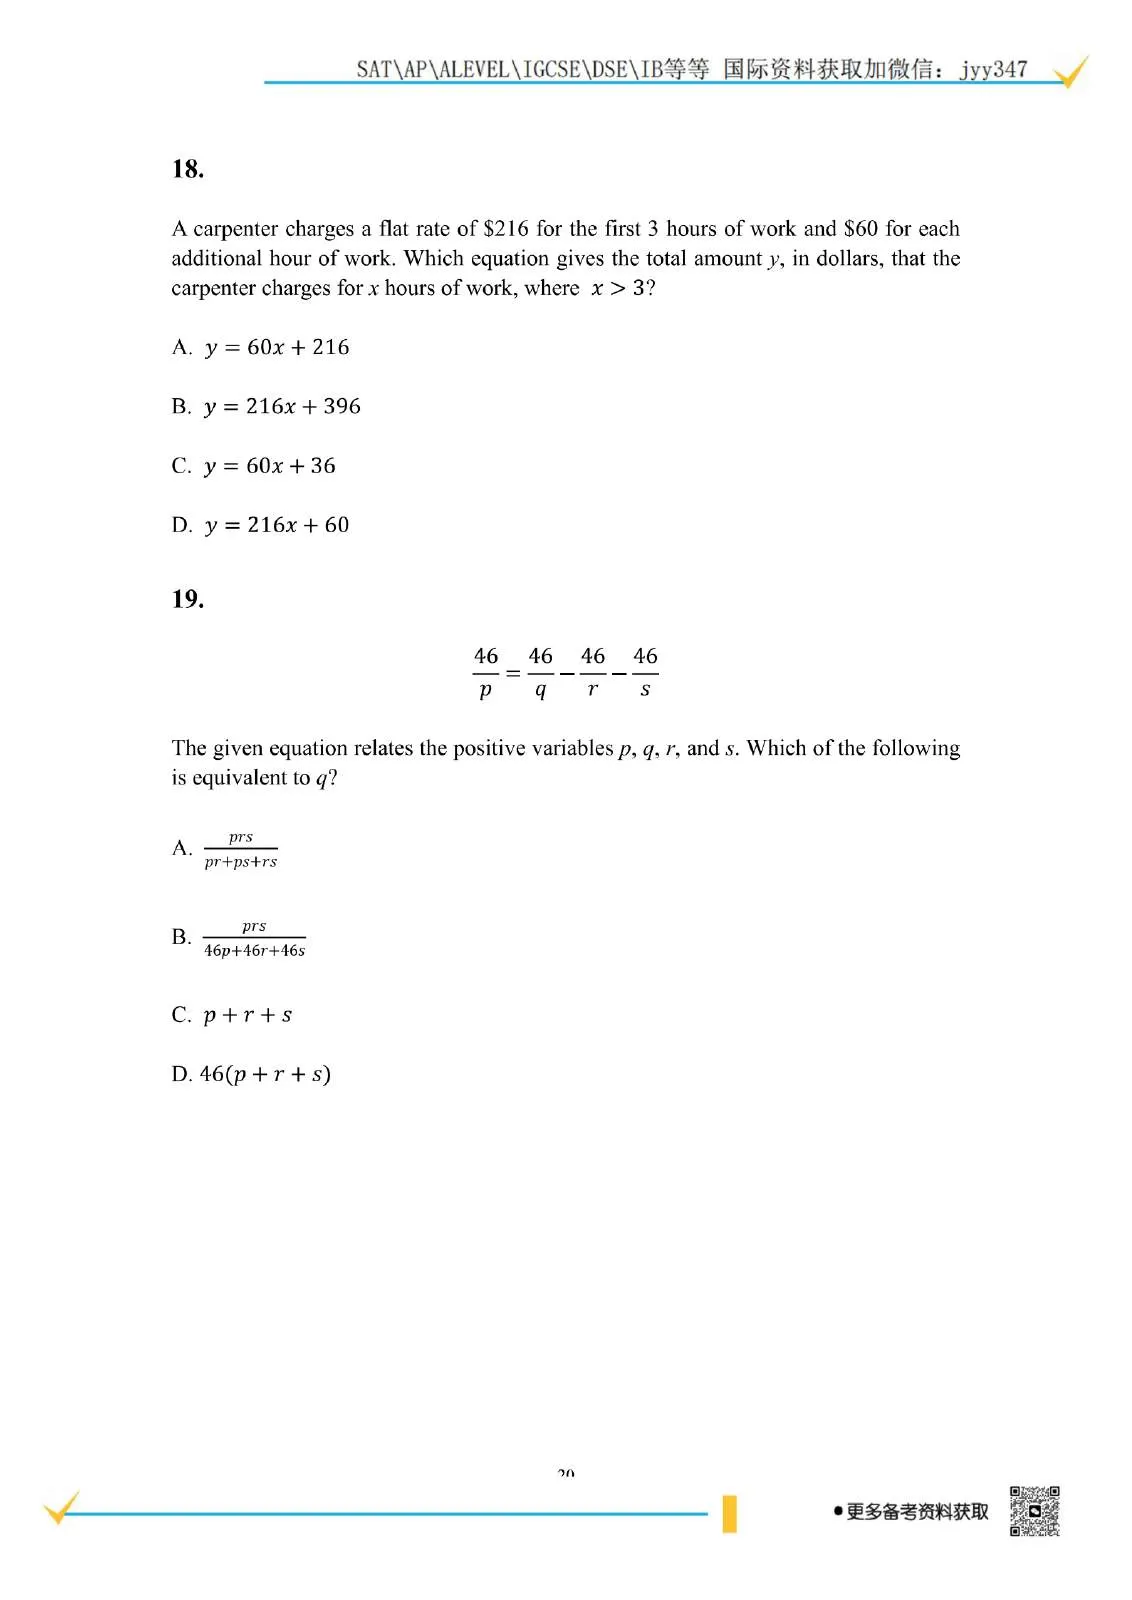 SAT\AP\ALEVEL\IGCSE\DSE\IB等等 国际资料获取加微信: jyy347
18.
A carpenter charges a flat rate of $216 for the first 3 hours of work and $60 for each
additional hour of work. Which equation gives the total amount y, in dollars, that the
carpenter charges for x hours of work, where x > 3?
A. y = 60x + 216
B. y = 216x + 396
C. y = 60x + 36
D. y = 216x + 60
19.
46/p = 46/q − 46/r − 46/s
The given equation relates the positive variables p, q, r, and s. Which of the following
is equivalent to q?
A. prs/(pr+ps+rs)
B. prs/(46p+46r+46s)
C. p + r + s
D. 46(p + r + s)
20
●更多备考资料获取